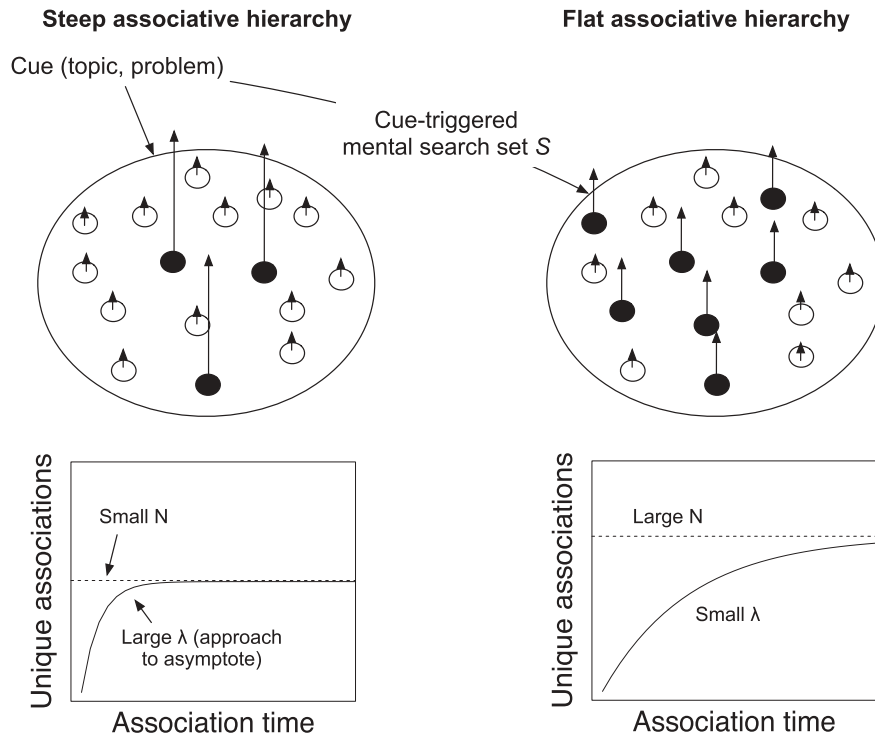 Steep associative hierarchy
Flat associative hierarchy
Cue (topic, problem)
Cue-triggered
mental search set S
Unique associations
Small N
Large λ (approach
to asymptote)
Association time
Unique associations
Large N
Small λ
Association time